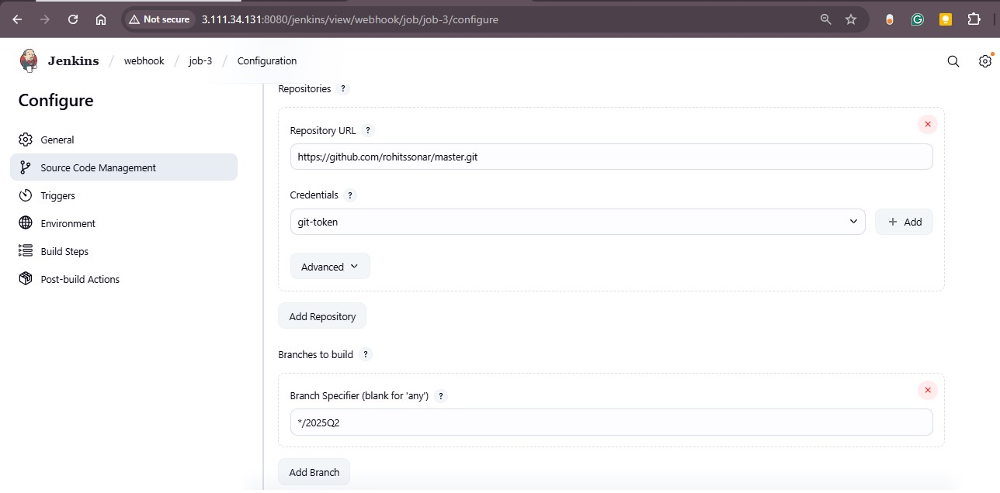 Not secure 3.111.34.131:8080/jenkins/view/webhook/job/job-3/configure
Jenkins / webhook / job-3 / Configuration
Configure
General
Source Code Management
Triggers
Environment
Build Steps
Post-build Actions
Repositories ?
Repository URL ?
https://github.com/rohitssonar/master.git
Credentials ?
git-token
+ Add
Advanced
Add Repository
Branches to build ?
Branch Specifier (blank for 'any') ?
*/2025Q2
Add Branch